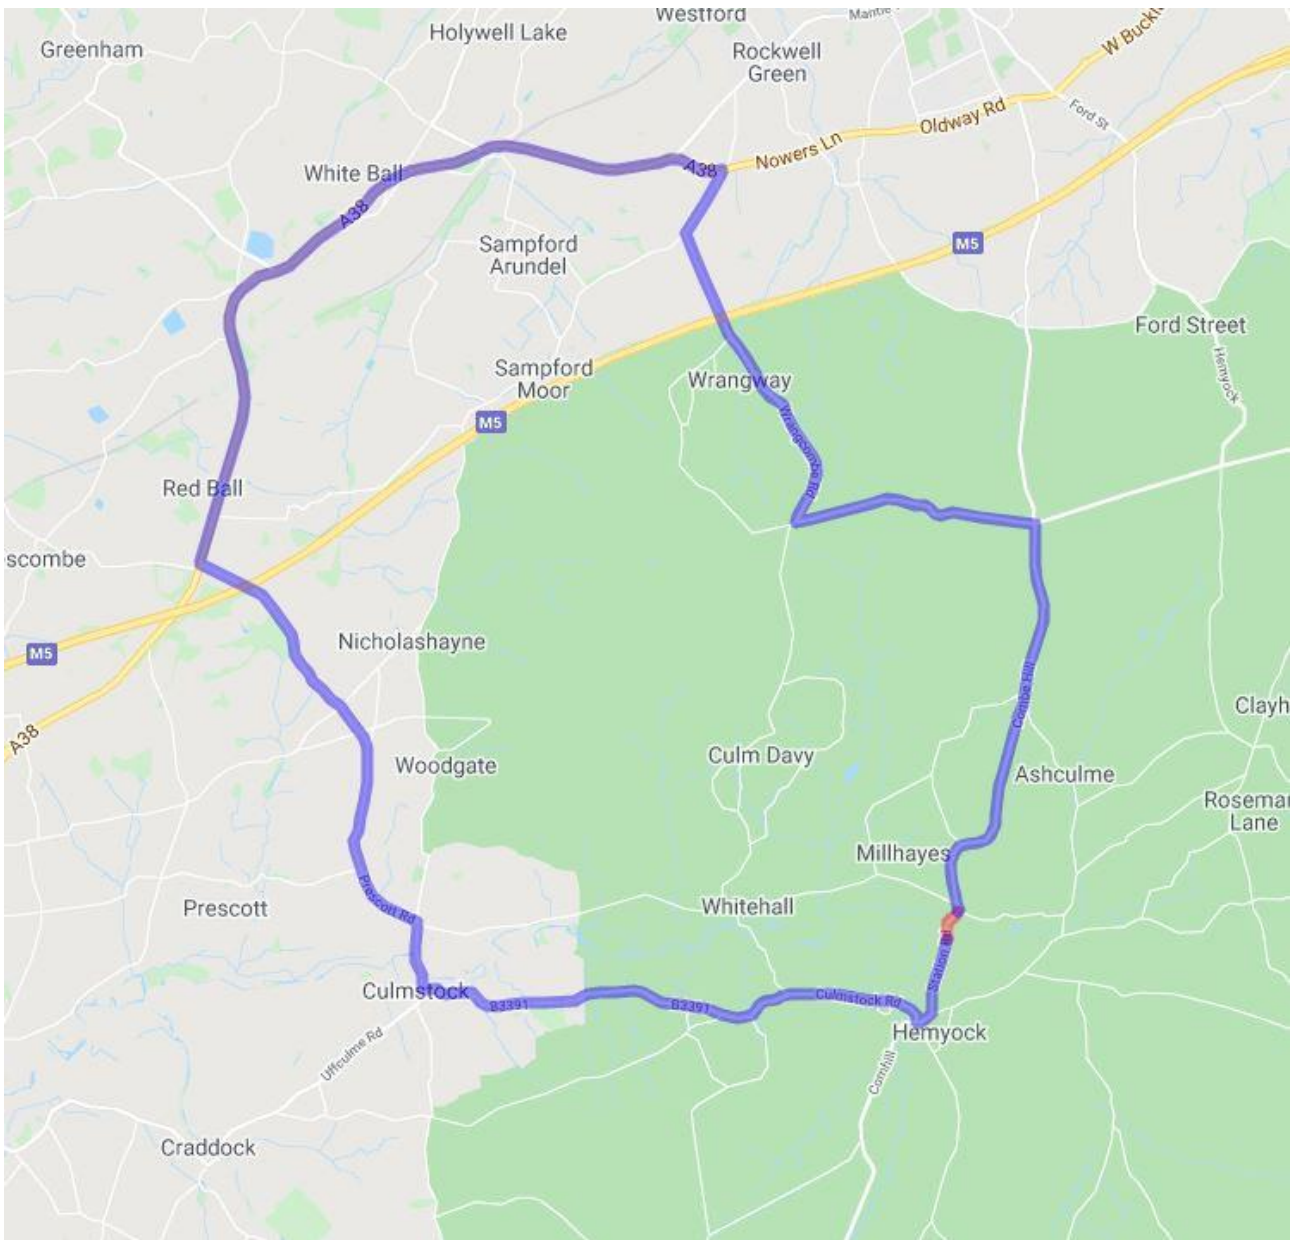 Westford
Mantle
Greenham
Holywell Lake
Rockwell
Green
W Buckl
Oldway Rd
Ford St
Nowers Ln
A38
White Ball
A38
Sampford
Arundel
M5
Ford Street
Hemyock
Sampford
Moor
Wrangway
M5
Wrangcombe Rd
Red Ball
scombe
Nicholashayne
M5
Combe Hill
Clayh
A38
Culm Davy
Woodgate
Ashculme
Rosemar
Lane
Millhayes
Prescott Rd
Prescott
Whitehall
Station R
Culmstock
B3391
B3391
Culmstock Rd
Hemyock
Uffculme Rd
Cornhill
Craddock